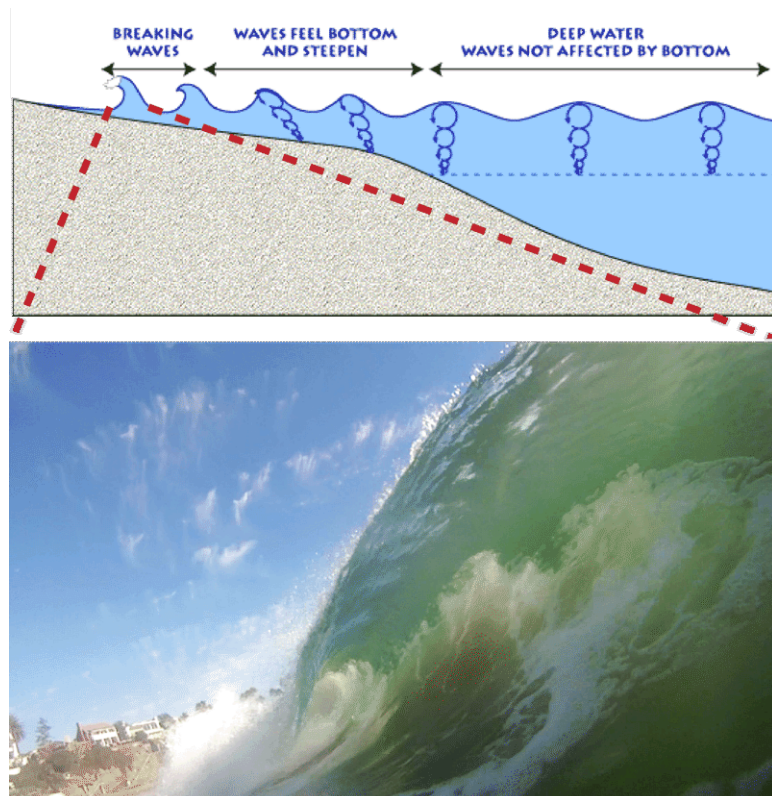 BREAKING
WAVES
WAVES FEEL BOTTOM
AND STEEPEN
DEEP WATER
WAVES NOT AFFECTED BY BOTTOM